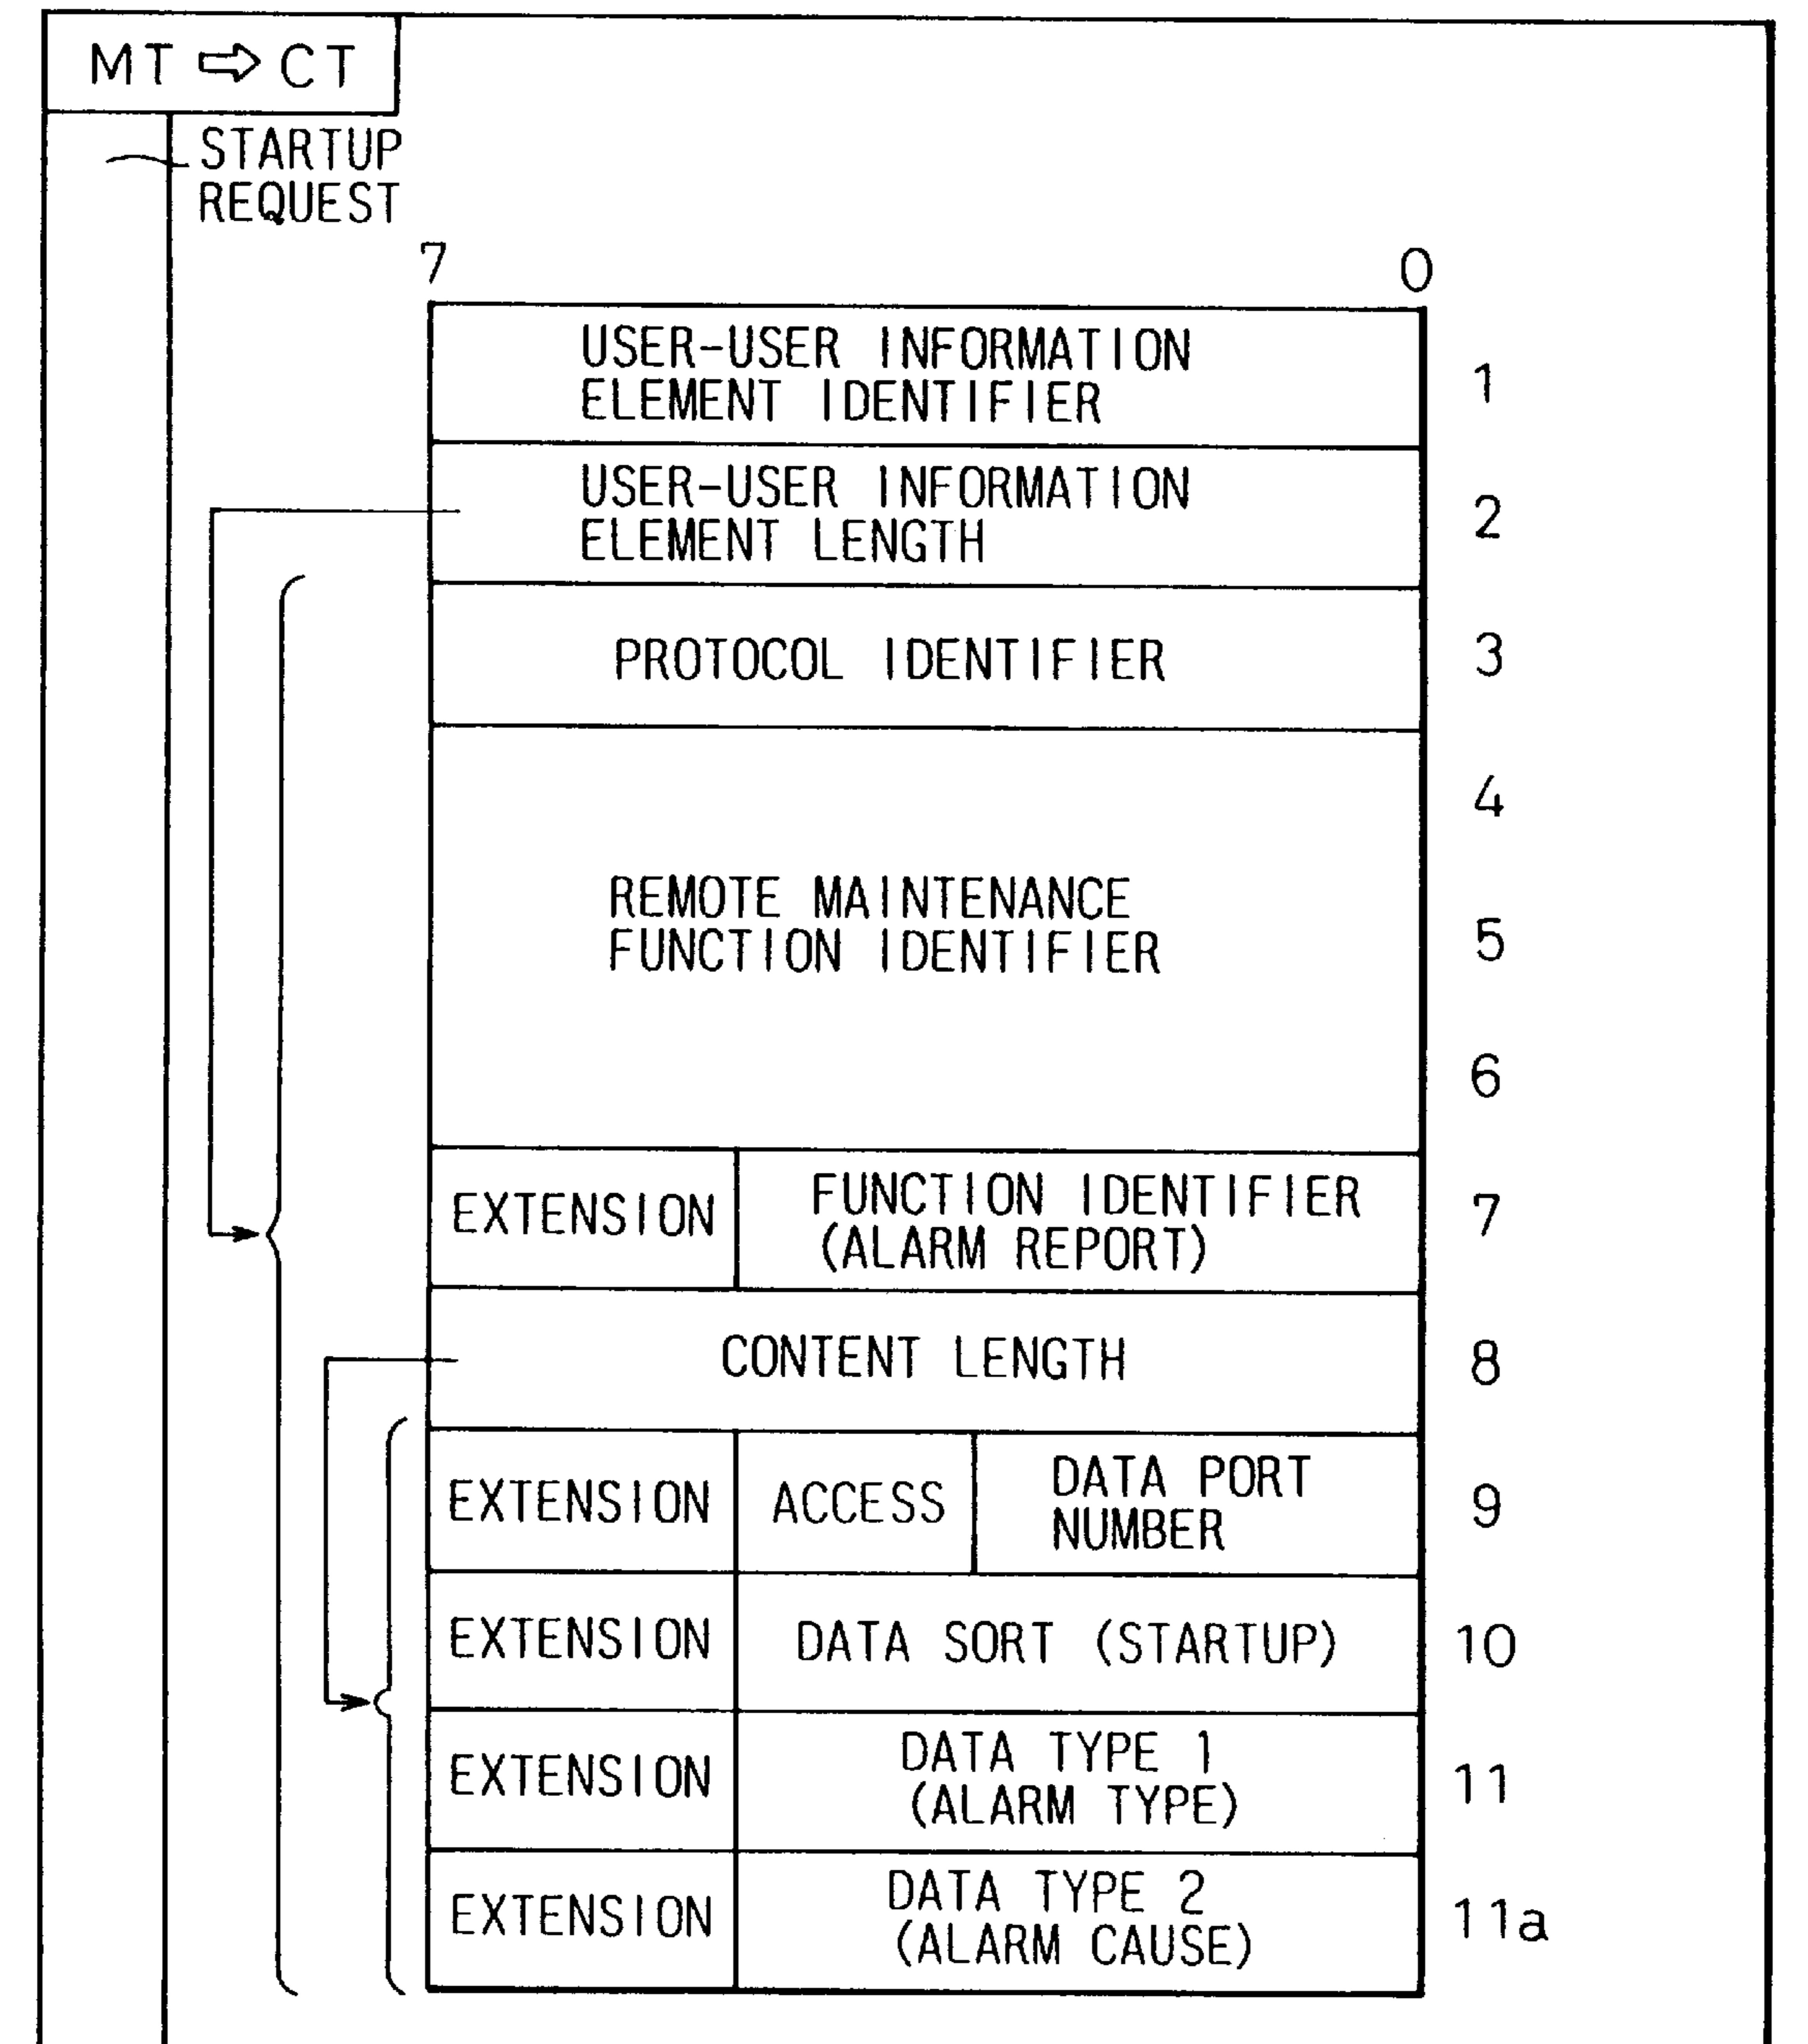 MT ⇨ CT
STARTUP
REQUEST
7 0
USER-USER INFORMATION
ELEMENT IDENTIFIER
1
USER-USER INFORMATION
ELEMENT LENGTH
2
PROTOCOL IDENTIFIER
3
4
REMOTE MAINTENANCE
FUNCTION IDENTIFIER
5
6
EXTENSION
FUNCTION IDENTIFIER
(ALARM REPORT)
7
CONTENT LENGTH
8
EXTENSION
ACCESS
DATA PORT
NUMBER
9
EXTENSION
DATA SORT (STARTUP)
10
EXTENSION
DATA TYPE 1
(ALARM TYPE)
11
EXTENSION
DATA TYPE 2
(ALARM CAUSE)
11a